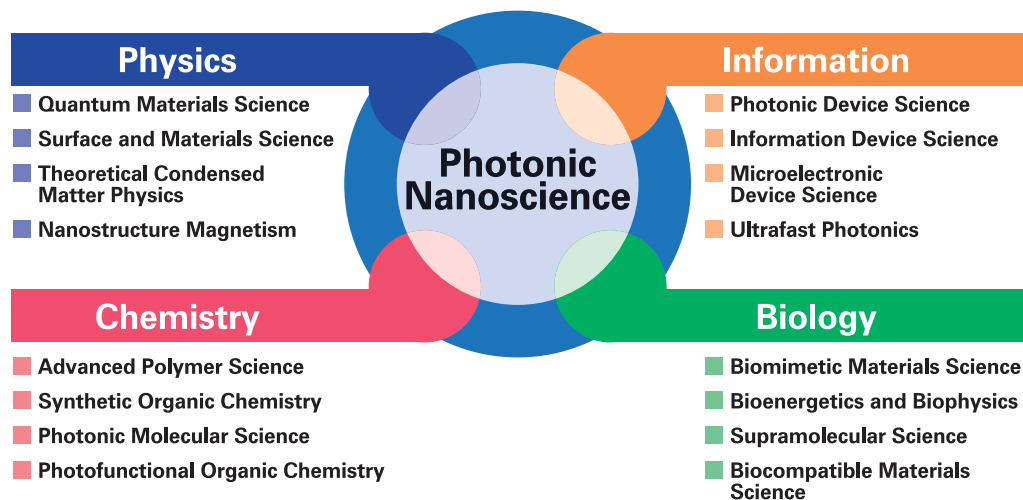 Physics
Quantum Materials Science
Surface and Materials Science
Theoretical Condensed
Matter Physics
Nanostructure Magnetism
Information
Photonic Device Science
Information Device Science
Microelectronic
Device Science
Ultrafast Photonics
Photonic
Nanoscience
Chemistry
Advanced Polymer Science
Synthetic Organic Chemistry
Photonic Molecular Science
Photofunctional Organic Chemistry
Biology
Biomimetic Materials Science
Bioenergetics and Biophysics
Supramolecular Science
Biocompatible Materials
Science